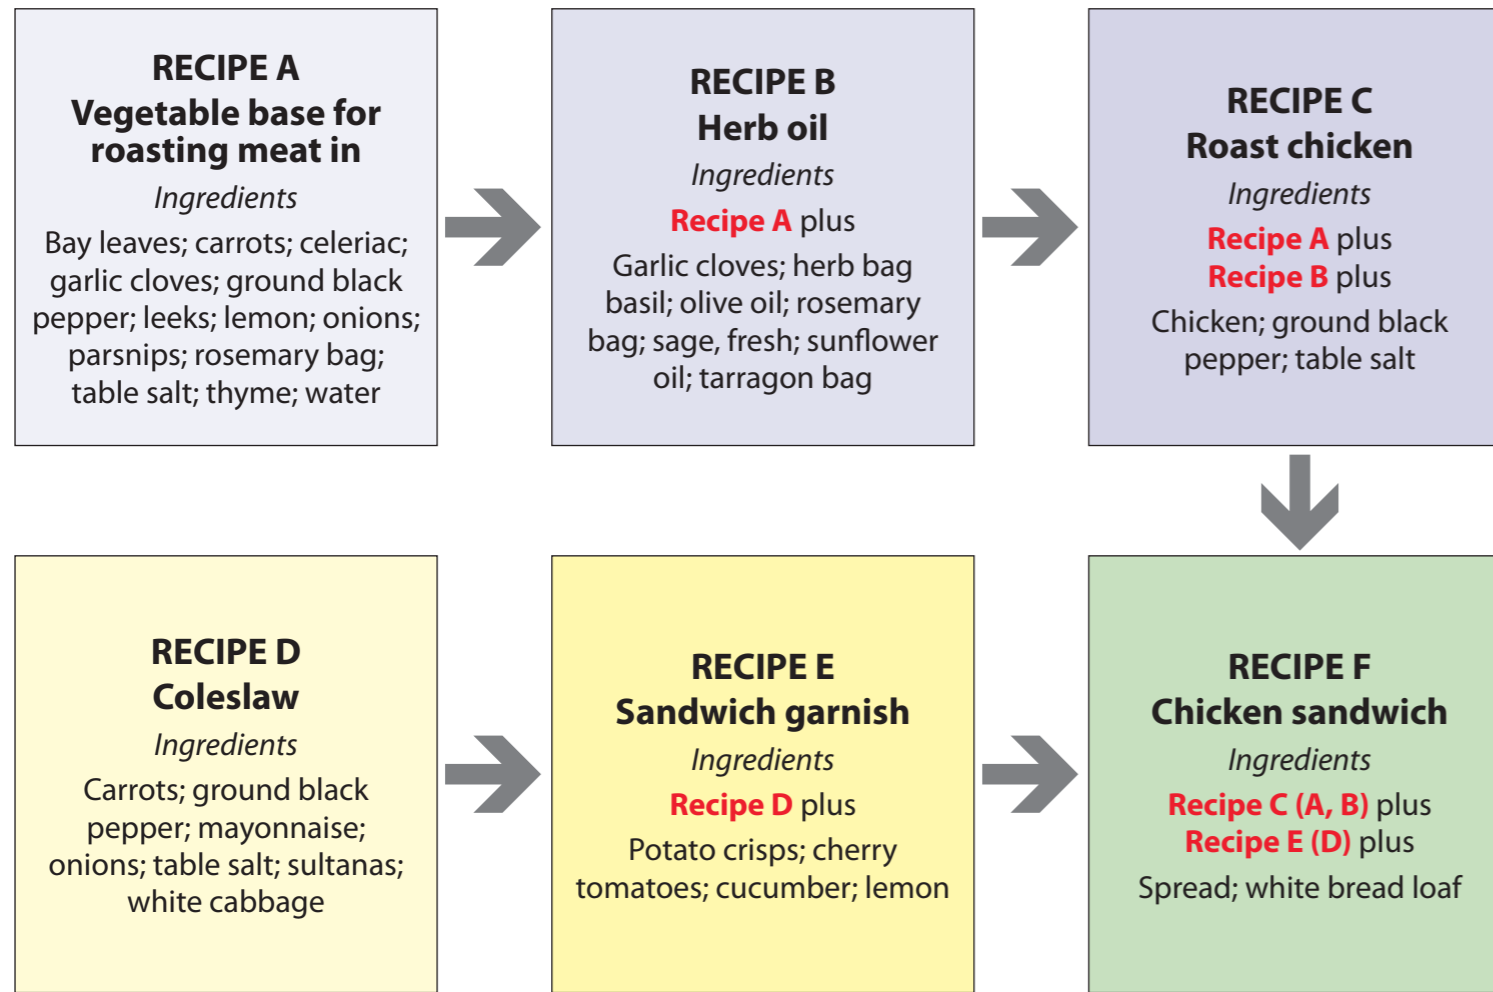 RECIPE A
Vegetable base for
roasting meat in
Ingredients
Bay leaves; carrots; celeriac;
garlic cloves; ground black
pepper; leeks; lemon; onions;
parsnips; rosemary bag;
table salt; thyme; water
RECIPE B
Herb oil
Ingredients
Recipe A plus
Garlic cloves; herb bag
basil; olive oil; rosemary
bag; sage, fresh; sunflower
oil; tarragon bag
RECIPE C
Roast chicken
Ingredients
Recipe A plus
Recipe B plus
Chicken; ground black
pepper; table salt
RECIPE D
Coleslaw
Ingredients
Carrots; ground black
pepper; mayonnaise;
onions; table salt; sultanas;
white cabbage
RECIPE E
Sandwich garnish
Ingredients
Recipe D plus
Potato crisps; cherry
tomatoes; cucumber; lemon
RECIPE F
Chicken sandwich
Ingredients
Recipe C (A, B) plus
Recipe E (D) plus
Spread; white bread loaf